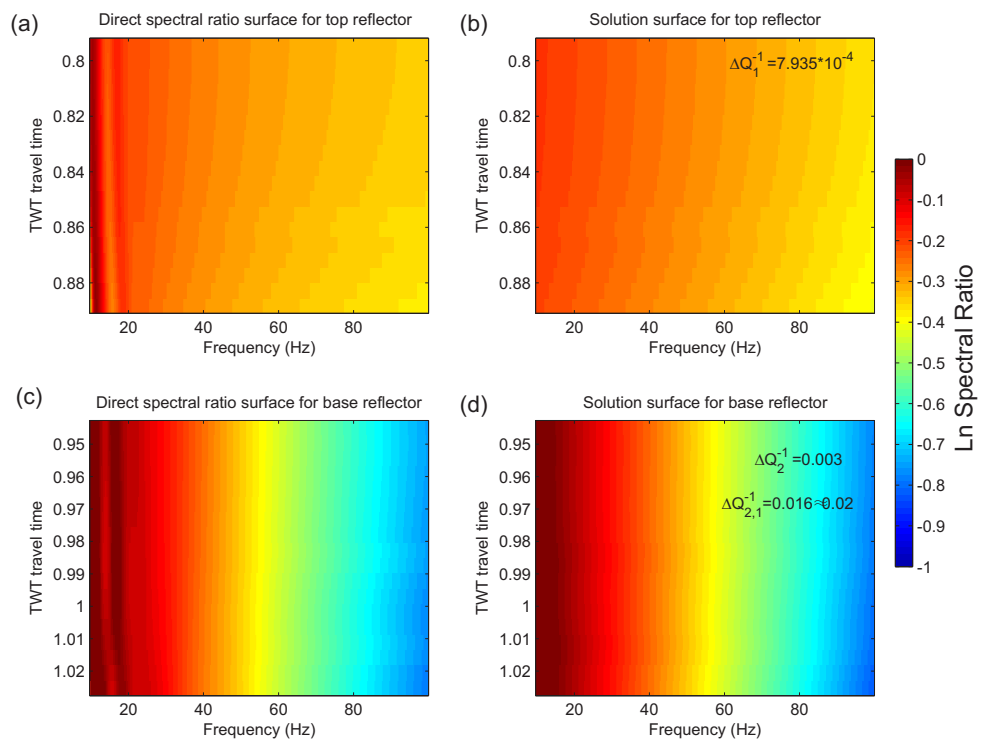 (a)
Direct spectral ratio surface for top reflector
TWT travel time
0.8
0.82
0.84
0.86
0.88
20 40 60 80
Frequency (Hz)
(b)
Solution surface for top reflector
ΔQ₁⁻¹=7.935*10⁻⁴
20 40 60 80
Frequency (Hz)
(c)
Direct spectral ratio surface for base reflector
TWT travel time
0.95
0.96
0.97
0.98
0.99
1
1.01
1.02
20 40 60 80
Frequency (Hz)
(d)
Solution surface for base reflector
TWT travel time
0.95
0.96
0.97
0.98
0.99
1
1.01
1.02
ΔQ₂⁻¹=0.003
ΔQ₂,₁⁻¹=0.016≈0.02
20 40 60 80
Frequency (Hz)
TWT travel time
0.8
0.82
0.84
0.86
0.88
0
-0.1
-0.2
-0.3
-0.4
-0.5
-0.6
-0.7
-0.8
-0.9
-1
Ln Spectral Ratio